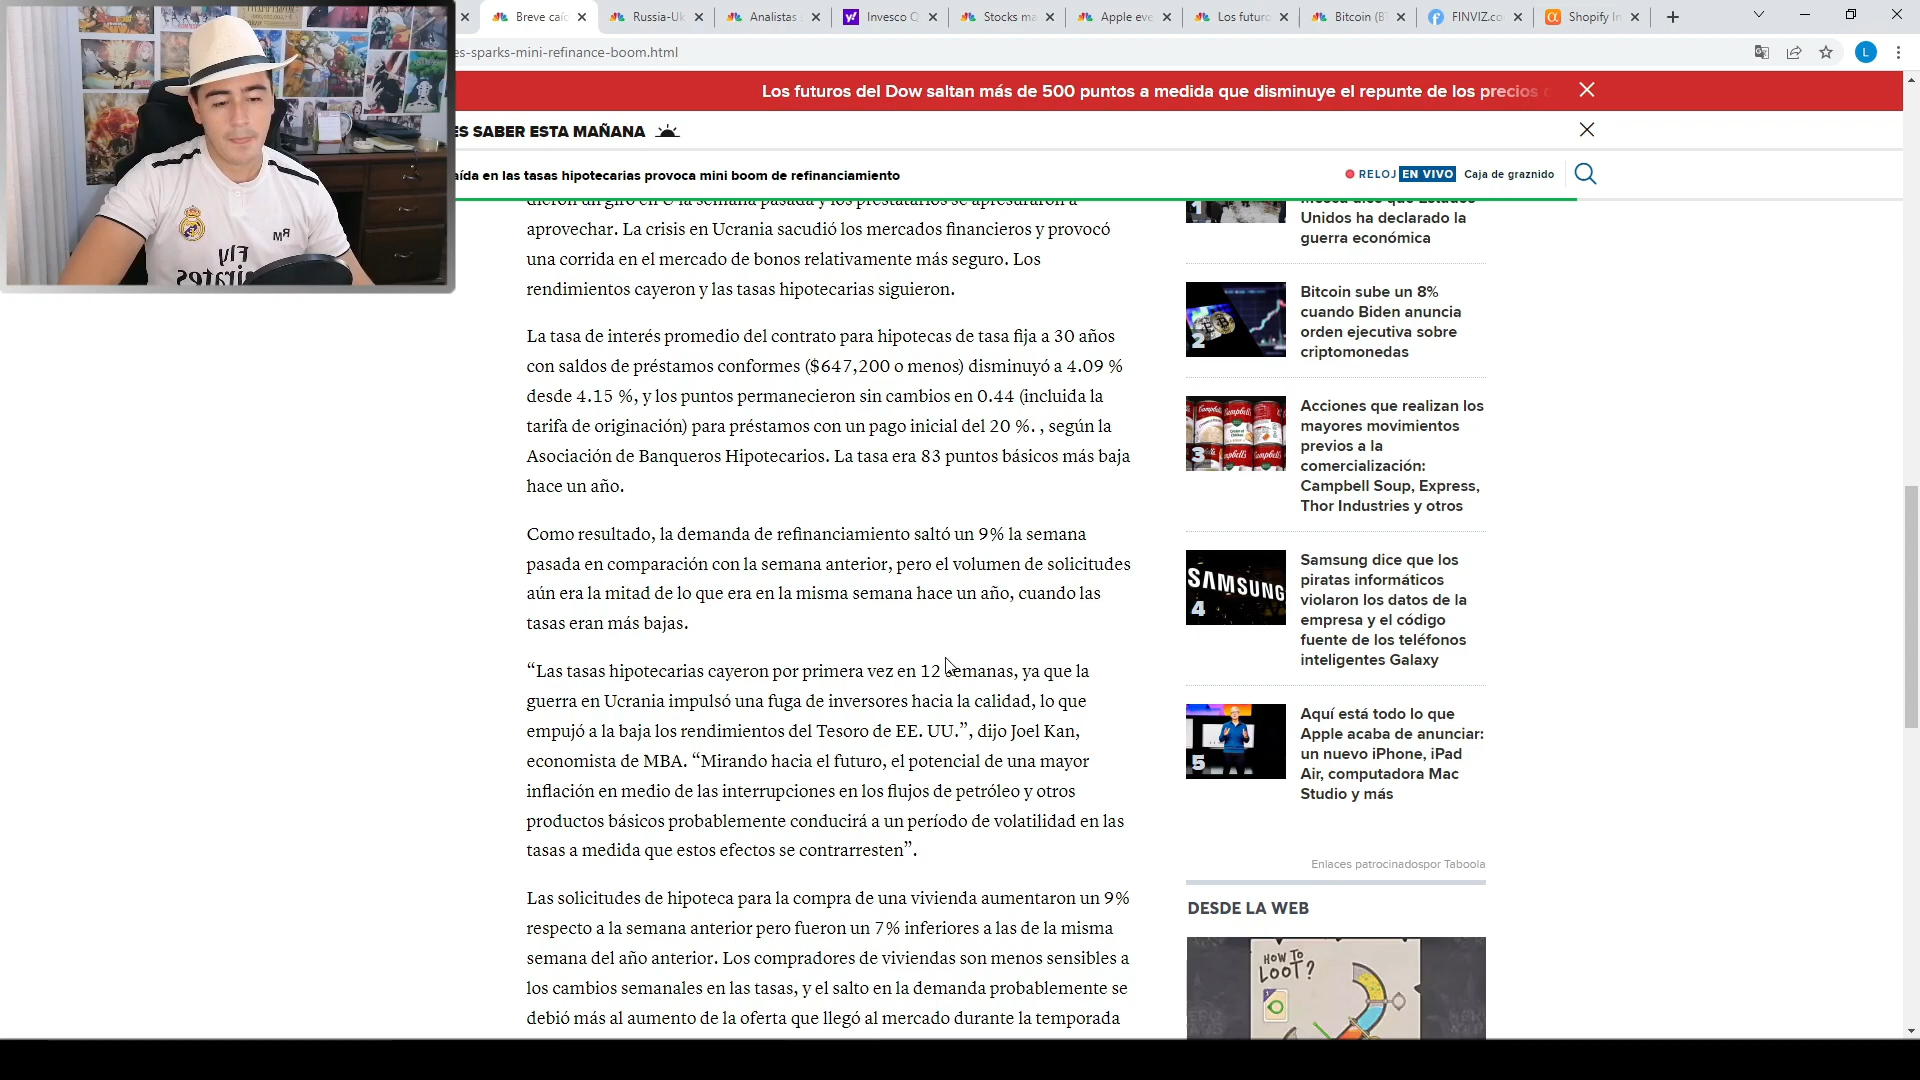 Breve caíd
Russia-Uk
Analistas
Invesco Q
Stocks ma
Apple eve
Los futuro
Bitcoin (BT
FINVIZ.co
Shopify In
es-sparks-mini-refinance-boom.html
L
Los futuros del Dow saltan más de 500 puntos a medida que disminuye el repunte de los precios
ES SABER ESTA MAÑANA
aída en las tasas hipotecarias provoca mini boom de refinanciamiento
RELOJ EN VIVO Caja de graznido
dieron un giro en U la semana pasada y los prestatarios se apresuraron a
aprovechar. La crisis en Ucrania sacudió los mercados financieros y provocó
una corrida en el mercado de bonos relativamente más seguro. Los
rendimientos cayeron y las tasas hipotecarias siguieron.
La tasa de interés promedio del contrato para hipotecas de tasa fija a 30 años
con saldos de préstamos conformes ($647,200 o menos) disminuyó a 4.09 %
desde 4.15 %, y los puntos permanecieron sin cambios en 0.44 (incluida la
tarifa de originación) para préstamos con un pago inicial del 20 %. , según la
Asociación de Banqueros Hipotecarios. La tasa era 83 puntos básicos más baja
hace un año.
Como resultado, la demanda de refinanciamiento saltó un 9% la semana
pasada en comparación con la semana anterior, pero el volumen de solicitudes
aún era la mitad de lo que era en la misma semana hace un año, cuando las
tasas eran más bajas.
“Las tasas hipotecarias cayeron por primera vez en 12 semanas, ya que la
guerra en Ucrania impulsó una fuga de inversores hacia la calidad, lo que
empujó a la baja los rendimientos del Tesoro de EE. UU.”, dijo Joel Kan,
economista de MBA. “Mirando hacia el futuro, el potencial de una mayor
inflación en medio de las interrupciones en los flujos de petróleo y otros
productos básicos probablemente conducirá a un período de volatilidad en las
tasas a medida que estos efectos se contrarresten”.
Las solicitudes de hipoteca para la compra de una vivienda aumentaron un 9%
respecto a la semana anterior pero fueron un 7% inferiores a las de la misma
semana del año anterior. Los compradores de viviendas son menos sensibles a
los cambios semanales en las tasas, y el salto en la demanda probablemente se
debió más al aumento de la oferta que llegó al mercado durante la temporada
1
Moscú dice que Estados
Unidos ha declarado la
guerra económica
2
Bitcoin sube un 8%
cuando Biden anuncia
orden ejecutiva sobre
criptomonedas
3
Campbell's
Acciones que realizan los
mayores movimientos
previos a la
comercialización:
Campbell Soup, Express,
Thor Industries y otros
SAMSUNG
4
Samsung dice que los
piratas informáticos
violaron los datos de la
empresa y el código
fuente de los teléfonos
inteligentes Galaxy
5
Aquí está todo lo que
Apple acaba de anunciar:
un nuevo iPhone, iPad
Air, computadora Mac
Studio y más
Enlaces patrocinadospor Taboola
DESDE LA WEB
HOW TO
LOOT?
RM
Fly
Emirates